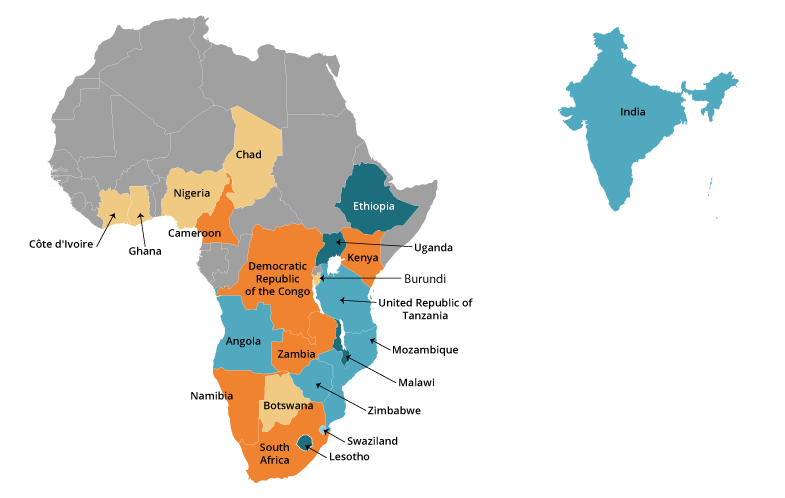 India
Chad
Nigeria
Ethiopia
Cameroon
Côte d'Ivoire
Ghana
Uganda
Kenya
Democratic
Republic
of the Congo
Burundi
United Republic of
Tanzania
Angola
Mozambique
Zambia
Malawi
Namibia
Botswana
Zimbabwe
Swaziland
South
Africa
Lesotho